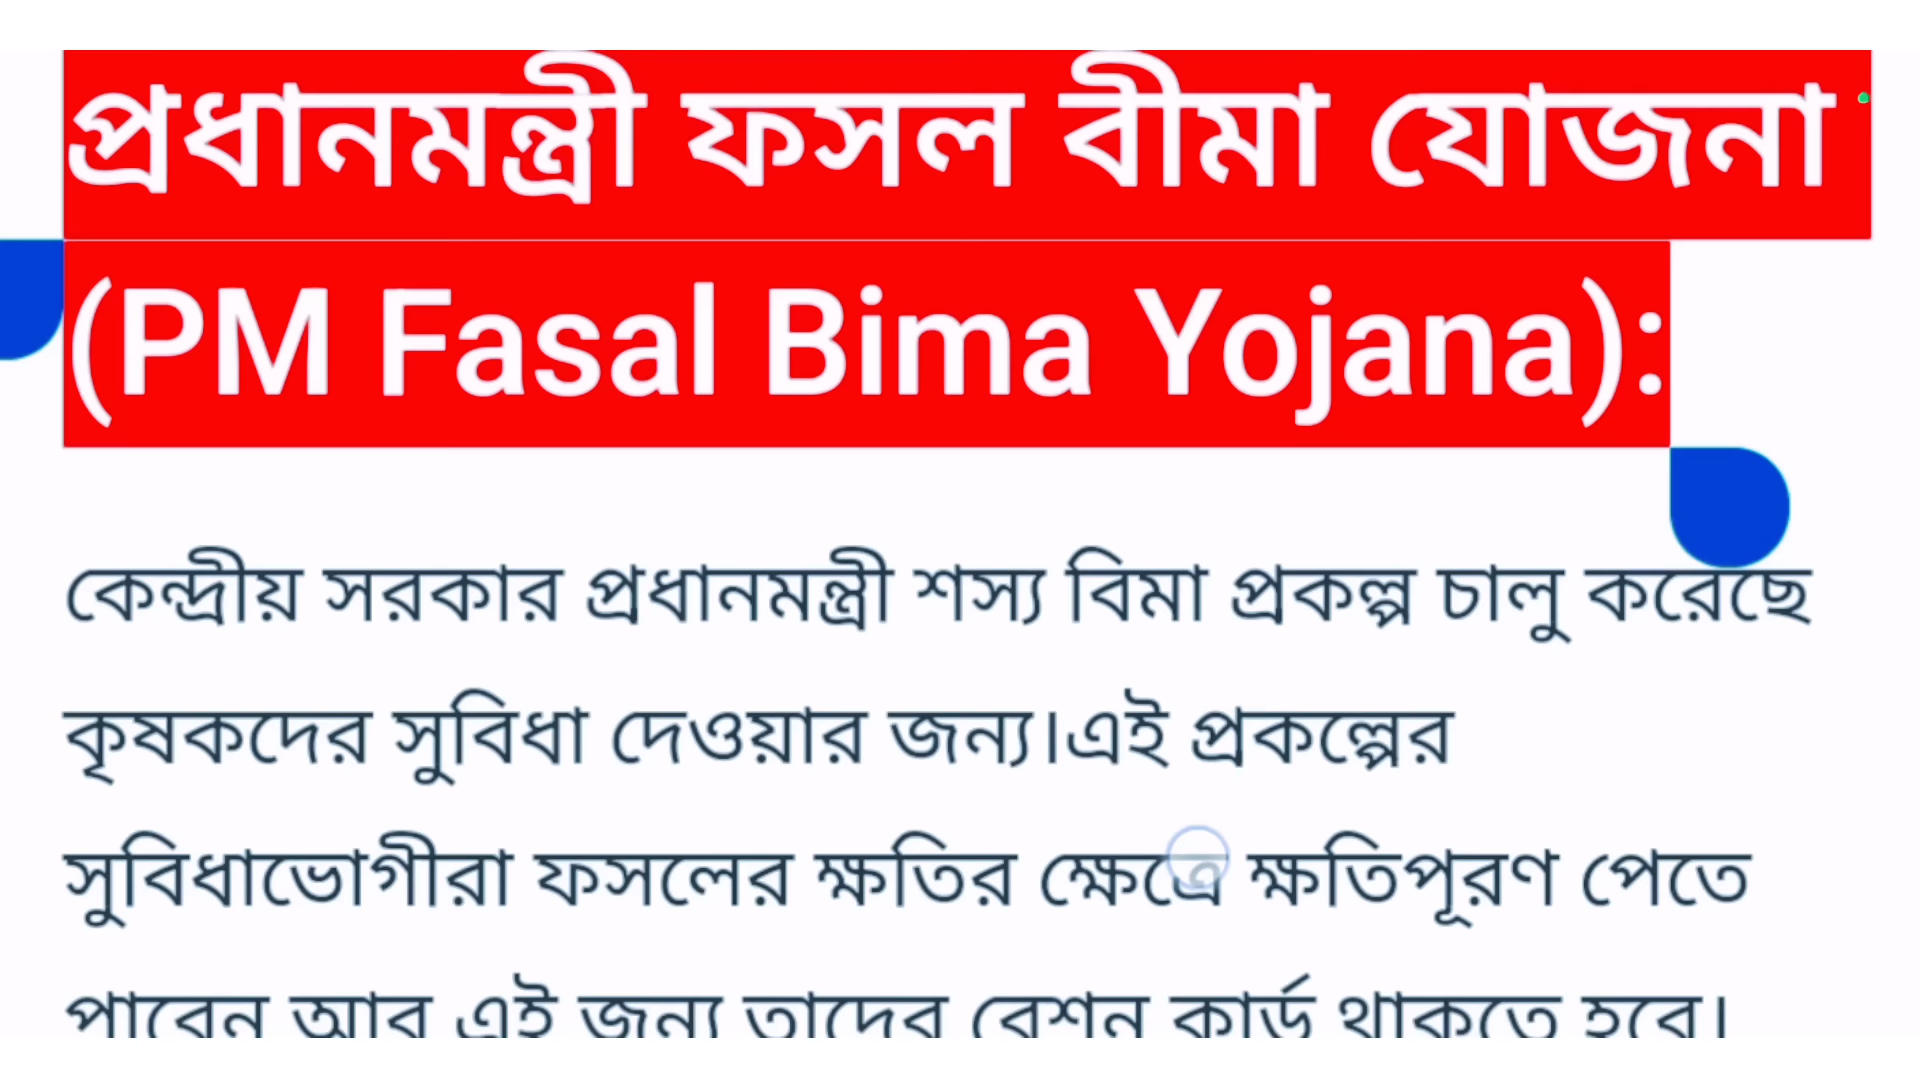 প্রধানমন্ত্রী ফসল বীমা যোজনা
(PM Fasal Bima Yojana):
কেন্দ্রীয় সরকার প্রধানমন্ত্রী শস্য বিমা প্রকল্প চালু করেছে
কৃষকদের সুবিধা দেওয়ার জন্য।এই প্রকল্পের
সুবিধাভোগীরা ফসলের ক্ষতির ক্ষেত্রে ক্ষতিপূরণ পেতে
পারেন আর এই জন্য তাদের রেশন কার্ড থাকতে হবে।